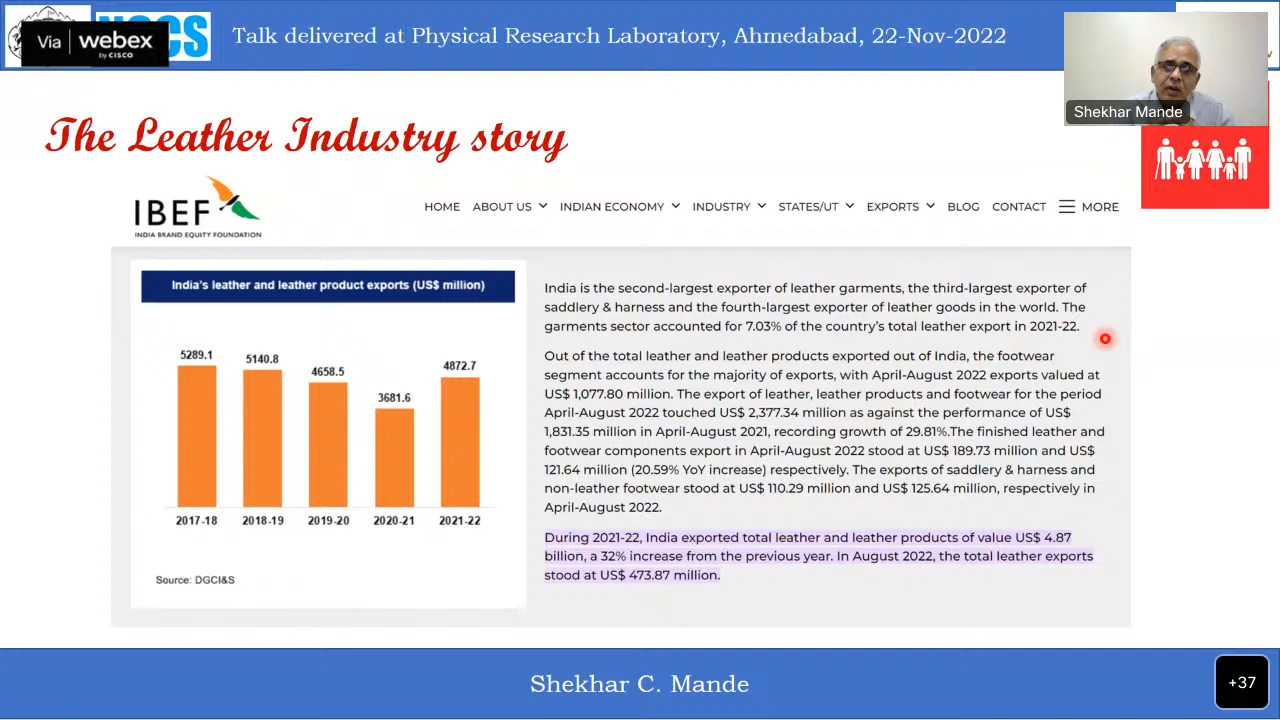 Via webex
by CISCO
CS
Talk delivered at Physical Research Laboratory, Ahmedabad, 22-Nov-2022
Shekhar Mande
The Leather Industry story
IBEF
INDIA BRAND EQUITY FOUNDATION
HOME ABOUT US INDIAN ECONOMY INDUSTRY STATES/UT EXPORTS BLOG CONTACT MORE
India's leather and leather product exports (US$ million)
5289.1
5140.8
4658.5
3681.6
4872.7
2017-18 2018-19 2019-20 2020-21 2021-22
Source: DGCI&S
India is the second-largest exporter of leather garments, the third-largest exporter of
saddlery & harness and the fourth-largest exporter of leather goods in the world. The
garments sector accounted for 7.03% of the country's total leather export in 2021-22.
Out of the total leather and leather products exported out of India, the footwear
segment accounts for the majority of exports, with April-August 2022 exports valued at
US$ 1,077.80 million. The export of leather, leather products and footwear for the period
April-August 2022 touched US$ 2,377.34 million as against the performance of US$
1,831.35 million in April-August 2021, recording growth of 29.81%.The finished leather and
footwear components export in April-August 2022 stood at US$ 189.73 million and US$
121.64 million (20.59% YoY increase) respectively. The exports of saddlery & harness and
non-leather footwear stood at US$ 110.29 million and US$ 125.64 million, respectively in
April-August 2022.
During 2021-22, India exported total leather and leather products of value US$ 4.87
billion, a 32% increase from the previous year. In August 2022, the total leather exports
stood at US$ 473.87 million.
Shekhar C. Mande
+37